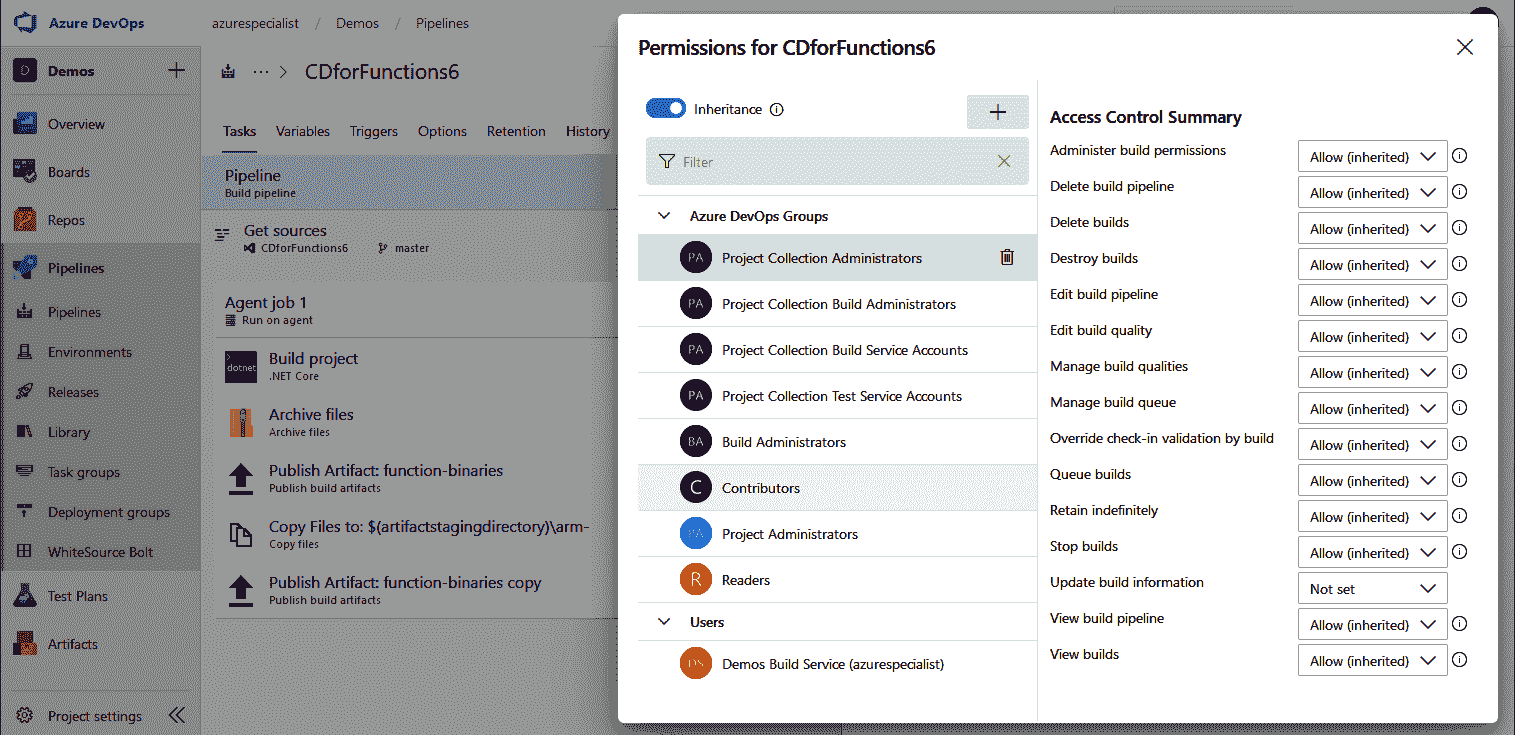 Azure DevOps
azurespecialist / Demos / Pipelines
D Demos
Overview
Boards
Repos
Pipelines
Pipelines
Environments
Releases
Library
Task groups
Deployment groups
WhiteSource Bolt
Test Plans
Artifacts
Project settings
··· > CDforFunctions6
Tasks Variables Triggers Options Retention History
Pipeline
Build pipeline
Get sources
CDforFunctions6 master
Agent job 1
Run on agent
dotnet
Build project
.NET Core
Archive files
Archive files
Publish Artifact: function-binaries
Publish build artifacts
Copy Files to: $(artifactstagingdirectory)\arm-
Copy files
Publish Artifact: function-binaries copy
Publish build artifacts
Permissions for CDforFunctions6
Inheritance
Filter
Azure DevOps Groups
PA Project Collection Administrators
PA Project Collection Build Administrators
PA Project Collection Build Service Accounts
PA Project Collection Test Service Accounts
BA Build Administrators
C Contributors
PA Project Administrators
R Readers
Users
DS Demos Build Service (azurespecialist)
Access Control Summary
Administer build permissions Allow (inherited)
Delete build pipeline Allow (inherited)
Delete builds Allow (inherited)
Destroy builds Allow (inherited)
Edit build pipeline Allow (inherited)
Edit build quality Allow (inherited)
Manage build qualities Allow (inherited)
Manage build queue Allow (inherited)
Override check-in validation by build Allow (inherited)
Queue builds Allow (inherited)
Retain indefinitely Allow (inherited)
Stop builds Allow (inherited)
Update build information Not set
View build pipeline Allow (inherited)
View builds Allow (inherited)